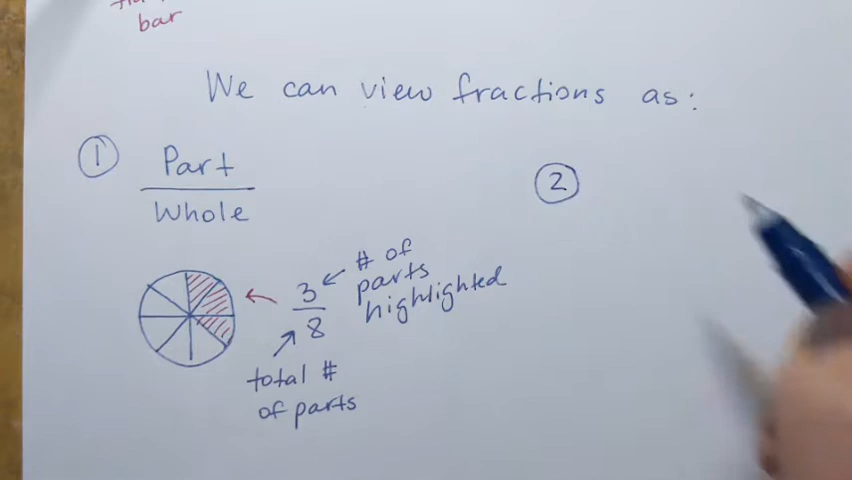 bar
We can view fractions as:
1
Part
Whole
2
3
8
# of
parts
highlighted
total #
of parts